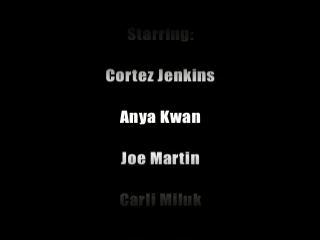 Starring:
Cortez Jenkins
Anya Kwan
Joe Martin
Carli Miluk